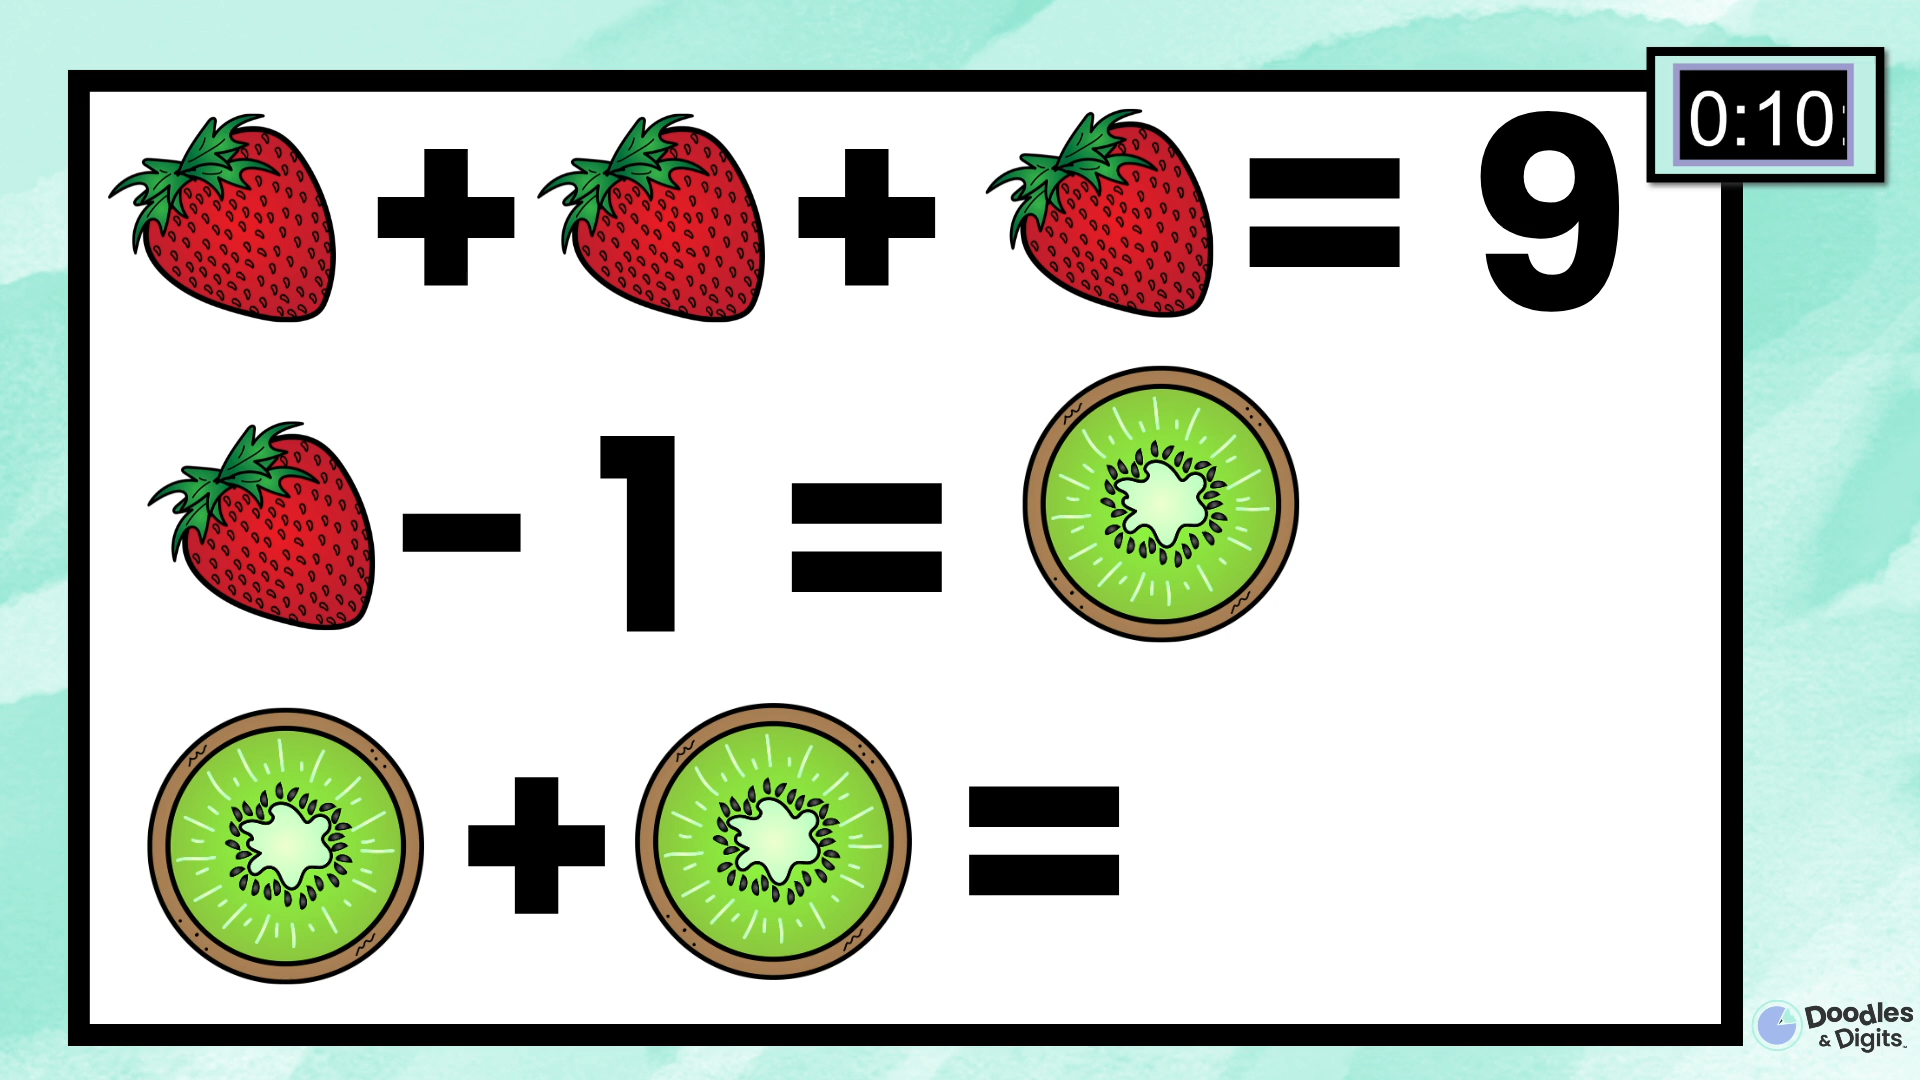 0:10
+ + = 9
- 1 =
+ =
Doodles
& Digits